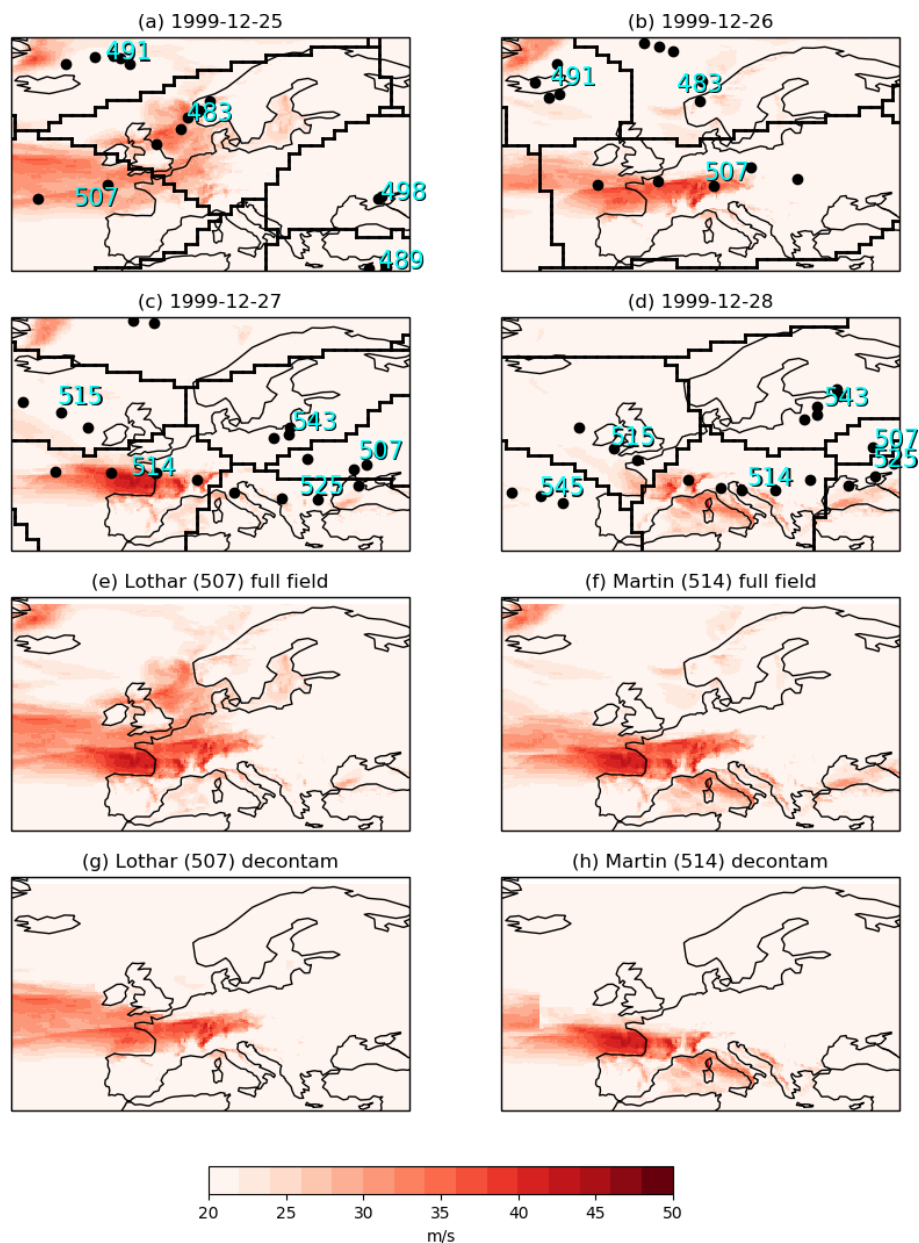 (a) 1999-12-25
(b) 1999-12-26
491
483
507
498
489
491
483
507
(c) 1999-12-27
(d) 1999-12-28
515
543
514
507
525
543
515
507
525
514
545
(e) Lothar (507) full field
(f) Martin (514) full field
(g) Lothar (507) decontam
(h) Martin (514) decontam
20 25 30 35 40 45 50
m/s